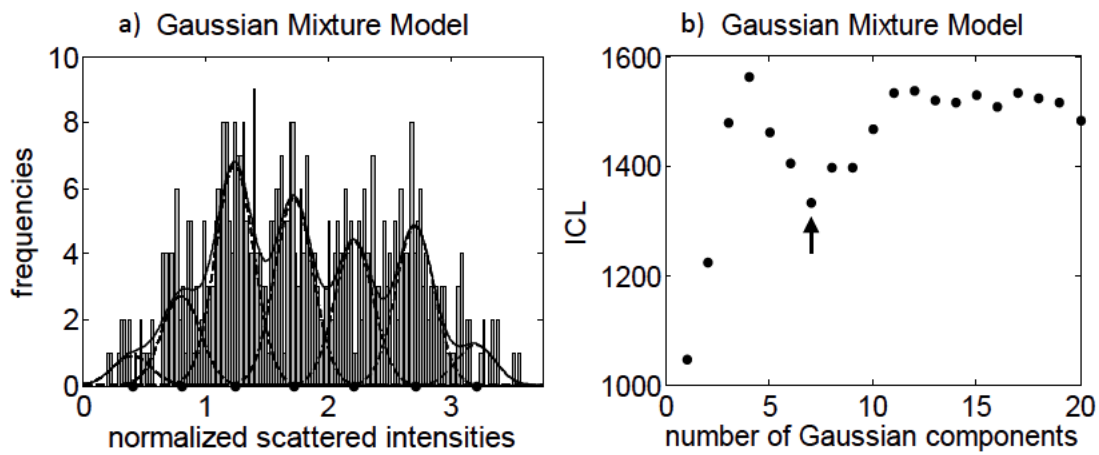 a) Gaussian Mixture Model
10
8
6
4
2
0
frequencies
0 1 2 3
normalized scattered intensities
b) Gaussian Mixture Model
1600
1400
1200
1000
ICL
0 5 10 15 20
number of Gaussian components